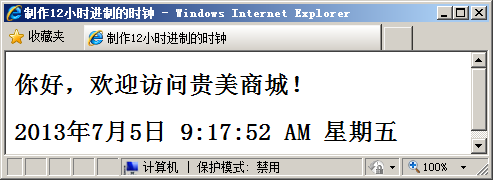 制作12小时进制的时钟 - Windows Internet Explorer
收藏夹 制作12小时进制的时钟
你好，欢迎访问贵美商城！
2013年7月5日 9:17:52 AM 星期五
计算机 | 保护模式: 禁用 100%